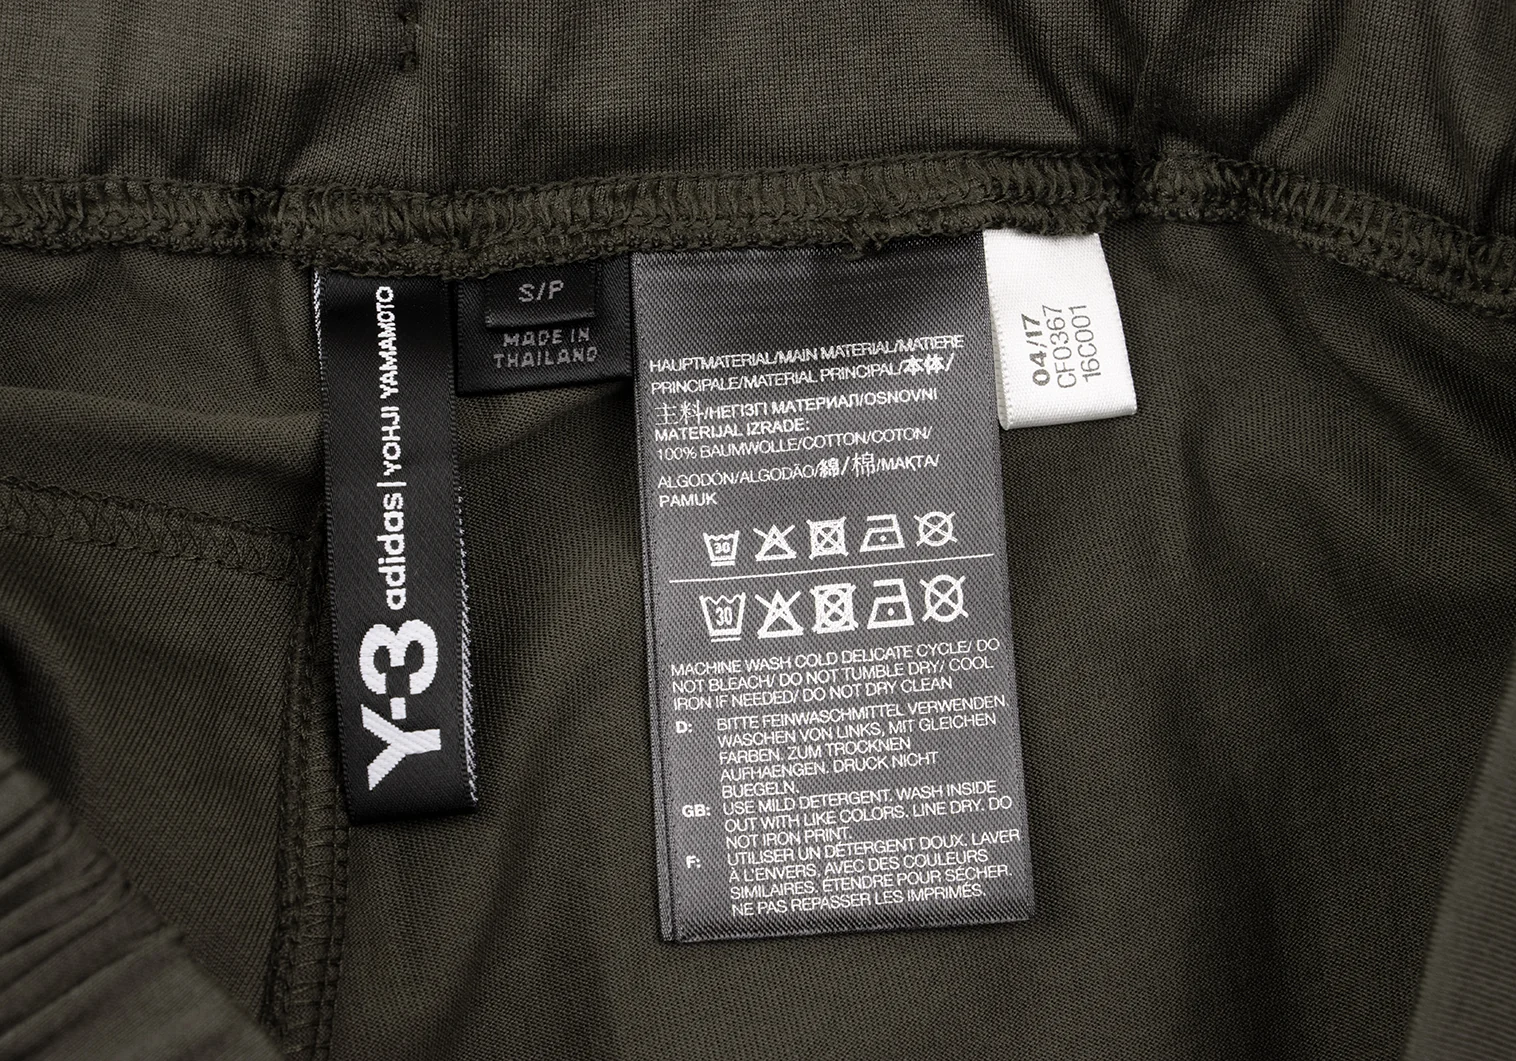 Y-3 adidas | YOHJI YAMAMOTO
S/P
MADE IN
THAILAND
HAUPTMATERIAL/MAIN MATERIAL/MATIERE
PRINCIPALE/MATERIAL PRINCIPAL/本体/
主料/НЕГІЗГІ МАТЕРИАЛ/OSNOVNI
MATERIJAL IZRADE:
100% BAUMWOLLE/COTTON/COTON/
ALGODÓN/ALGODÃO/綿/棉/МАҚТА/
PAMUK
30
30
MACHINE WASH COLD DELICATE CYCLE/ DO
NOT BLEACH/ DO NOT TUMBLE DRY/ COOL
IRON IF NEEDED/ DO NOT DRY CLEAN
D: BITTE FEINWASCHMITTEL VERWENDEN.
WASCHEN VON LINKS, MIT GLEICHEN
FARBEN. ZUM TROCKNEN
AUFHAENGEN. DRUCK NICHT
BUEGELN.
GB: USE MILD DETERGENT. WASH INSIDE
OUT WITH LIKE COLORS. LINE DRY. DO
NOT IRON PRINT.
F: UTILISER UN DÉTERGENT DOUX. LAVER
À L'ENVERS, AVEC DES COULEURS
SIMILAIRES. ÉTENDRE POUR SÉCHER.
NE PAS REPASSER LES IMPRIMÉS.
04/17
CF0367
16C001